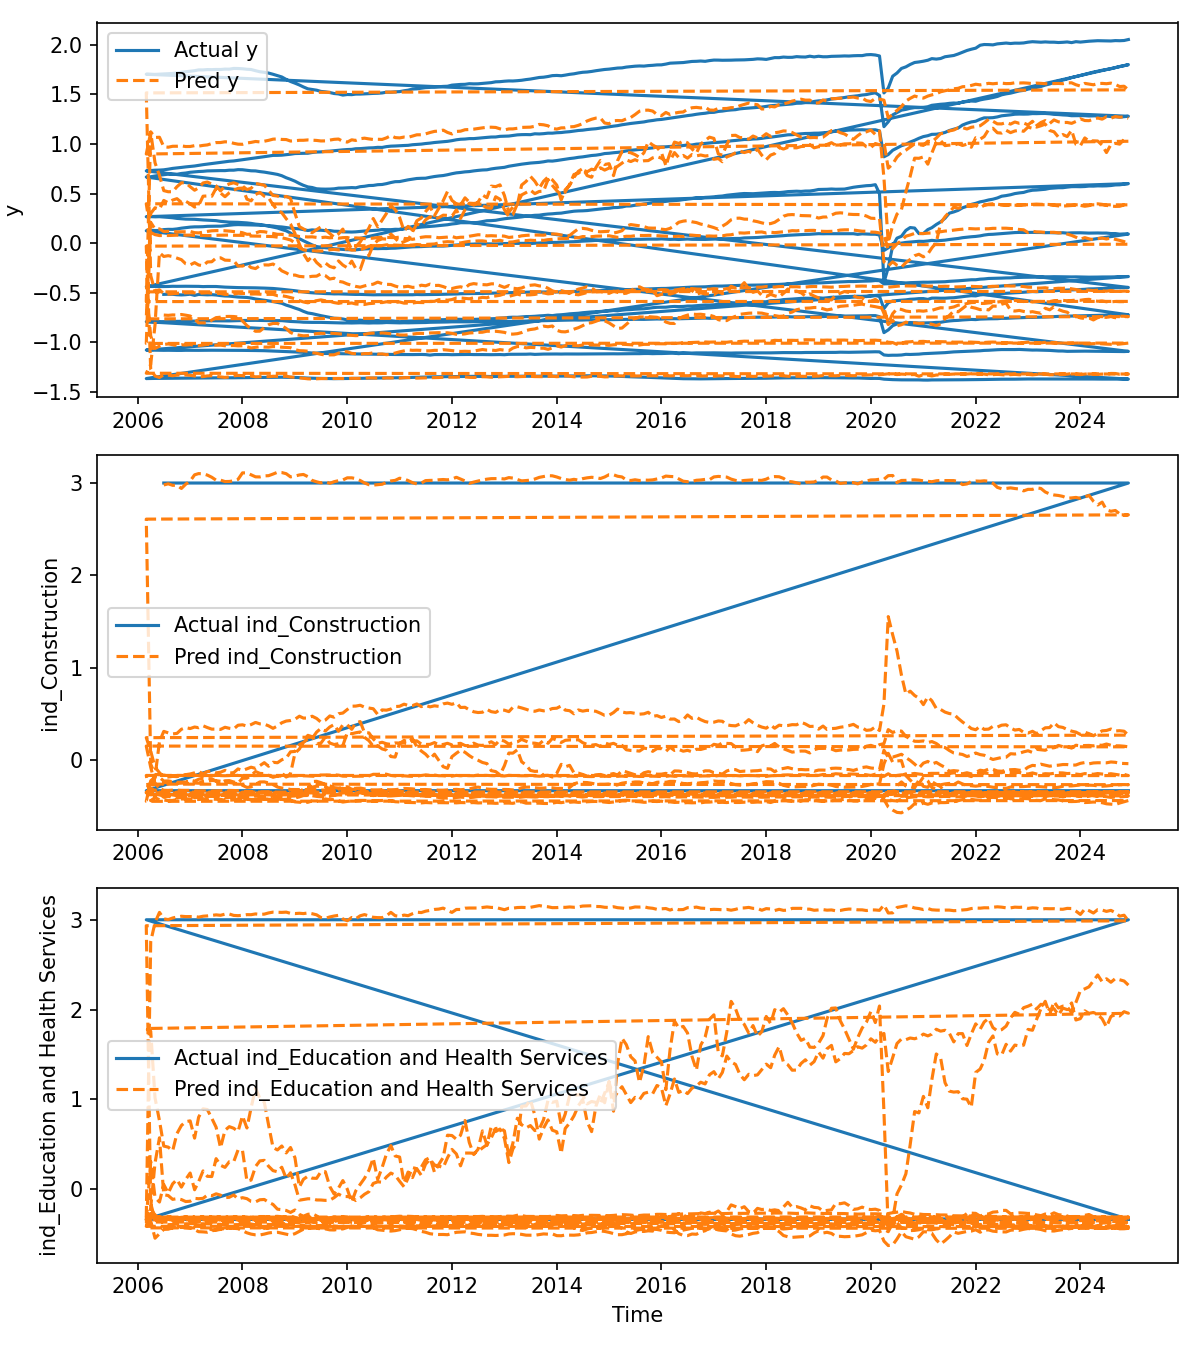 y
2.0
1.5
1.0
0.5
0.0
−0.5
−1.0
−1.5
Actual y
Pred y
2006 2008 2010 2012 2014 2016 2018 2020 2022 2024
ind_Construction
3
2
1
0
Actual ind_Construction
Pred ind_Construction
2006 2008 2010 2012 2014 2016 2018 2020 2022 2024
ind_Education and Health Services
3
2
1
0
Actual ind_Education and Health Services
Pred ind_Education and Health Services
2006 2008 2010 2012 2014 2016 2018 2020 2022 2024
Time